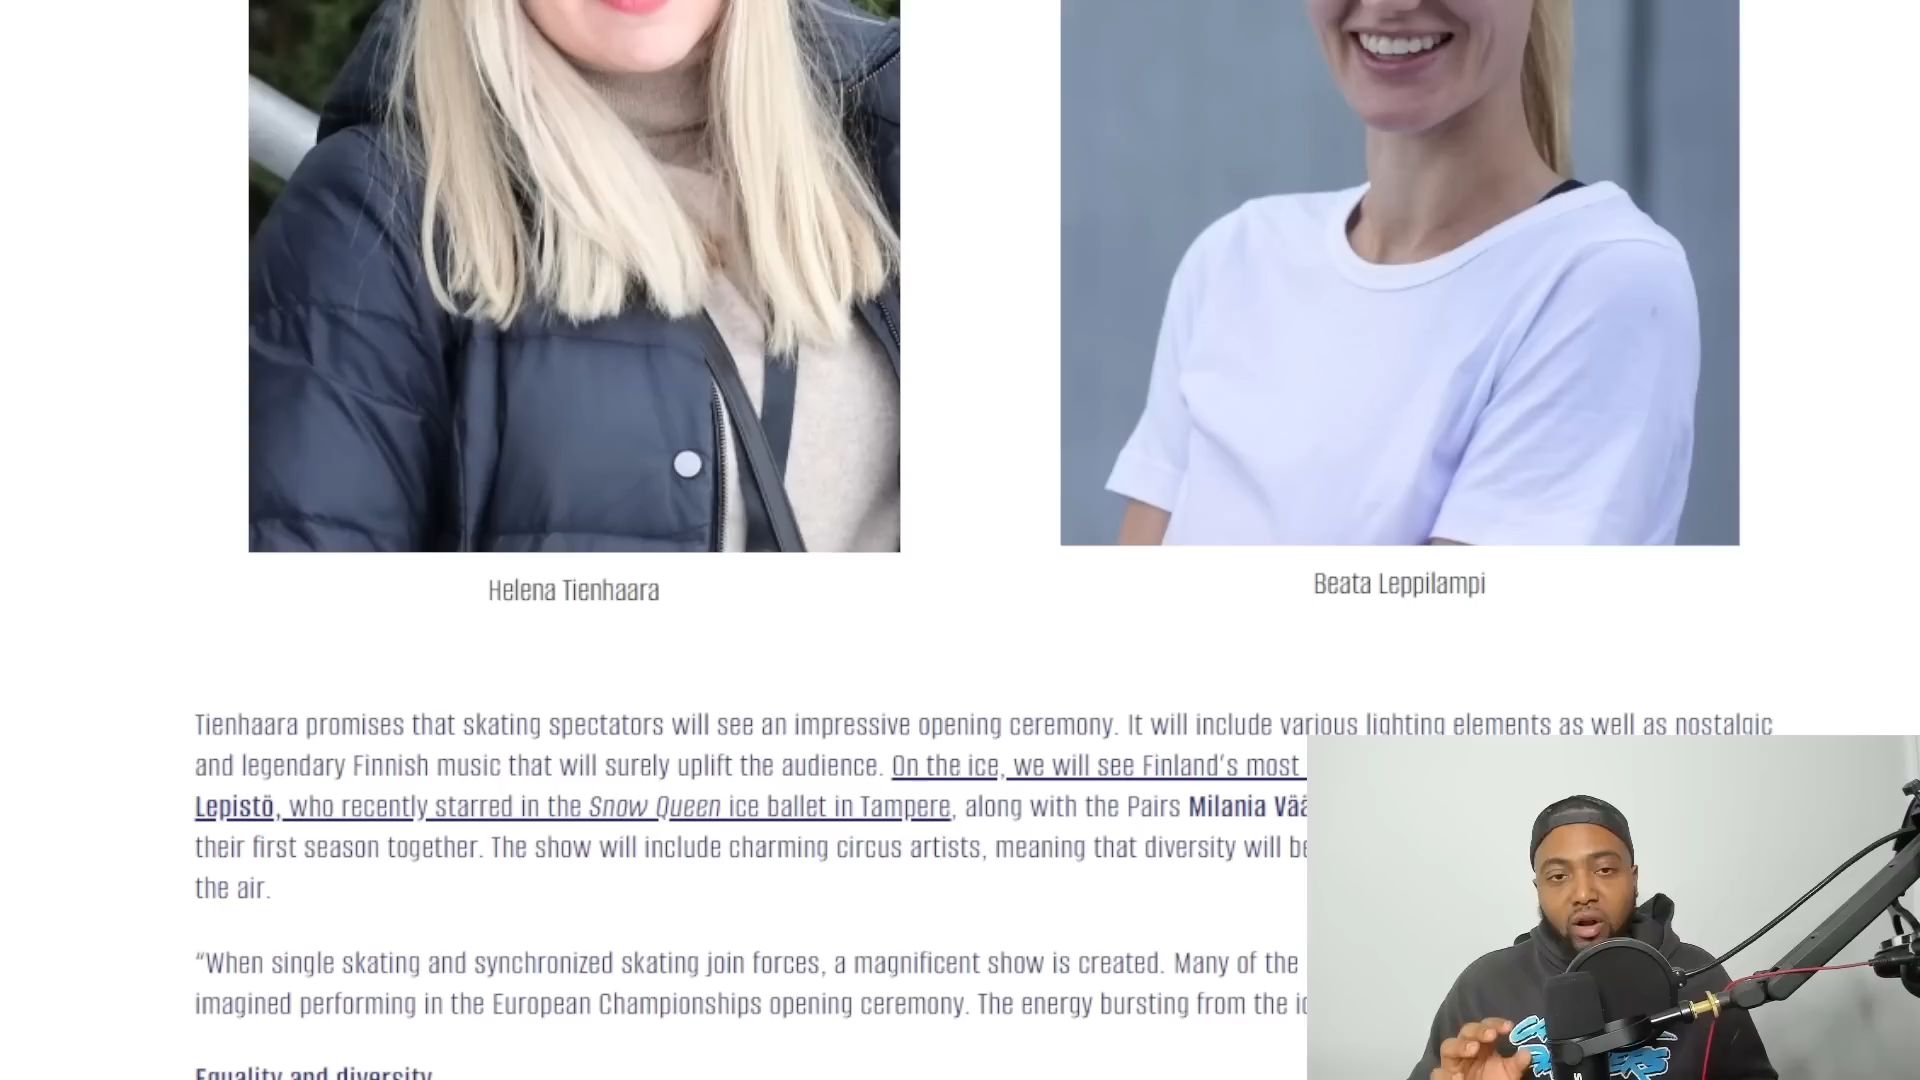 Helena Tienhaara
Beata Leppilampi
Tienhaara promises that skating spectators will see an impressive opening ceremony. It will include various lighting elements as well as nostalgic
and legendary Finnish music that will surely uplift the audience. On the ice, we will see Finland's most
Lepistö, who recently starred in the Snow Queen ice ballet in Tampere, along with the Pairs Milania
their first season together. The show will include charming circus artists, meaning that diversity will
the air.
“When single skating and synchronized skating join forces, a magnificent show is created. Many of the
imagined performing in the European Championships opening ceremony. The energy bursting from the
Equality and diversity